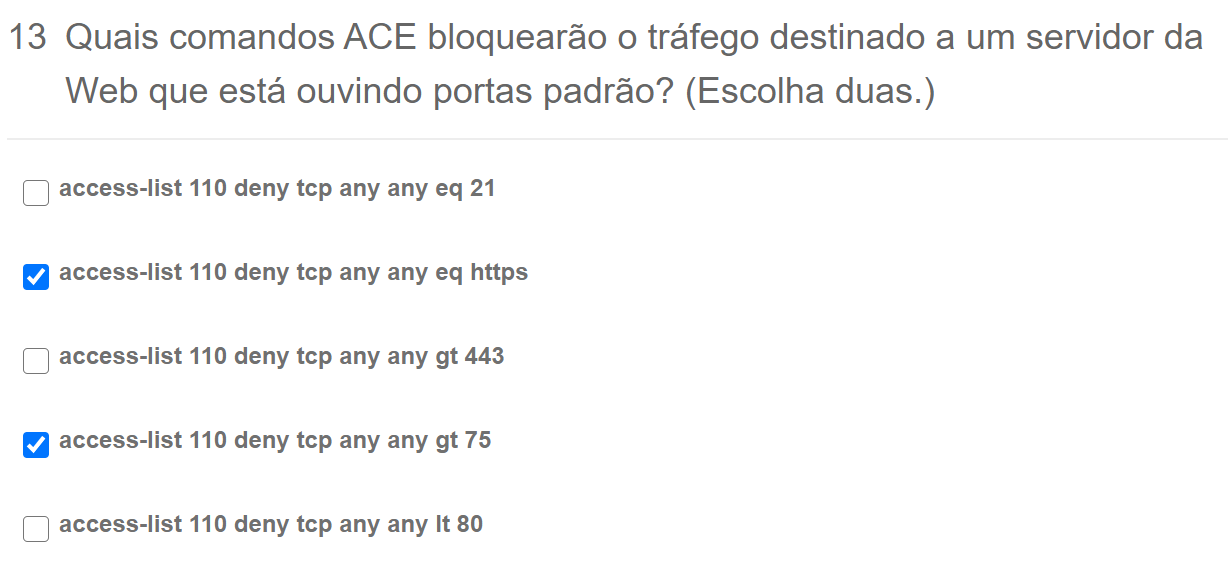 13 Quais comandos ACE bloquearão o tráfego destinado a um servidor da
Web que está ouvindo portas padrão? (Escolha duas.)
access-list 110 deny tcp any any eq 21
access-list 110 deny tcp any any eq https
access-list 110 deny tcp any any gt 443
access-list 110 deny tcp any any gt 75
access-list 110 deny tcp any any lt 80